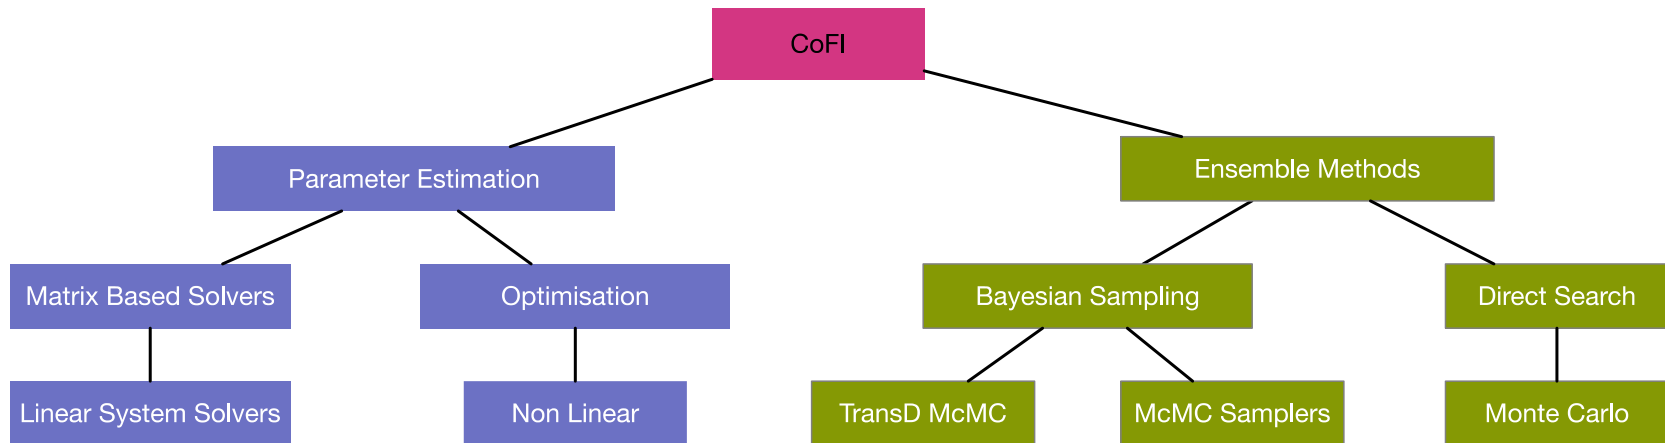 CoFI
Parameter Estimation
Ensemble Methods
Matrix Based Solvers
Optimisation
Bayesian Sampling
Direct Search
Linear System Solvers
Non Linear
TransD McMC
McMC Samplers
Monte Carlo